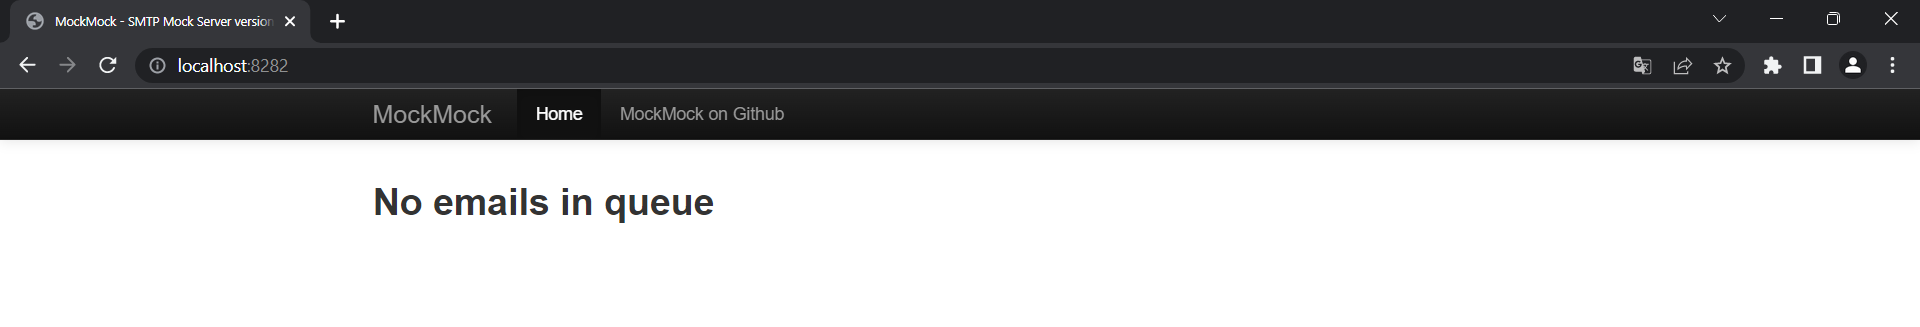 MockMock - SMTP Mock Server version
localhost:8282
MockMock Home MockMock on Github
No emails in queue